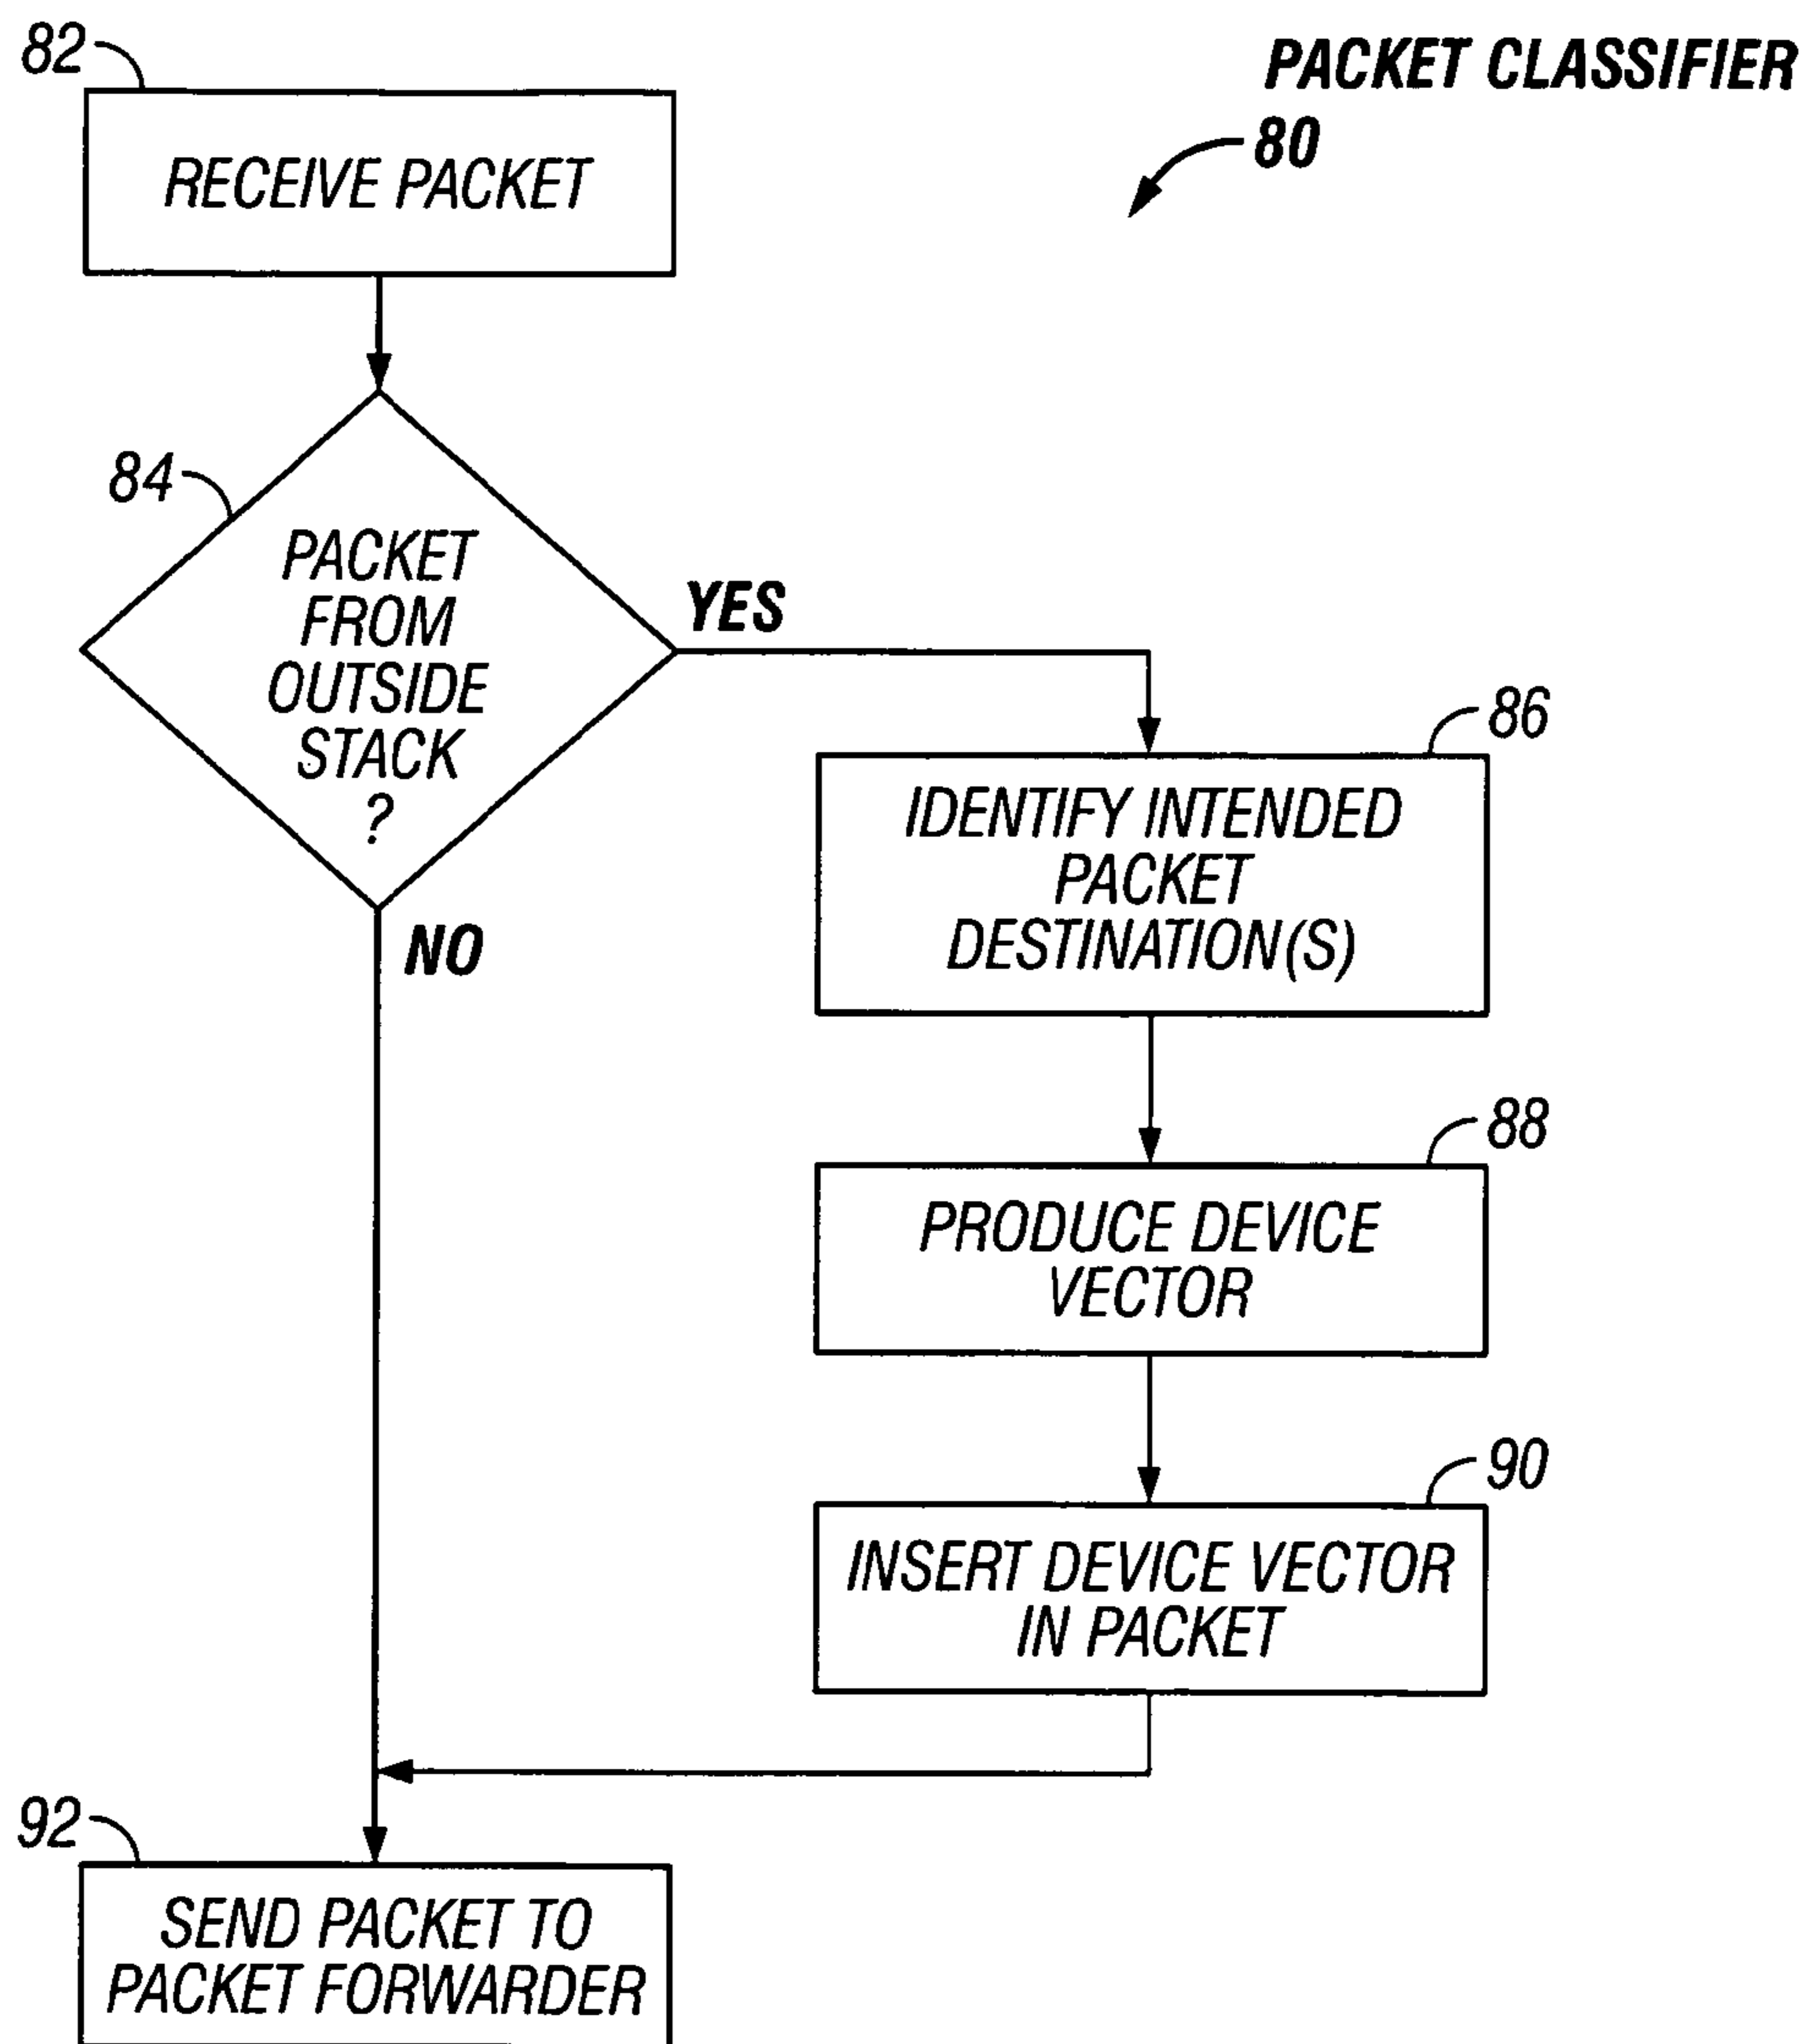 82
PACKET CLASSIFIER
80
RECEIVE PACKET
84
PACKET
FROM
OUTSIDE
STACK
?
YES
NO
86
IDENTIFY INTENDED
PACKET
DESTINATION(S)
88
PRODUCE DEVICE
VECTOR
90
INSERT DEVICE VECTOR
IN PACKET
92
SEND PACKET TO
PACKET FORWARDER